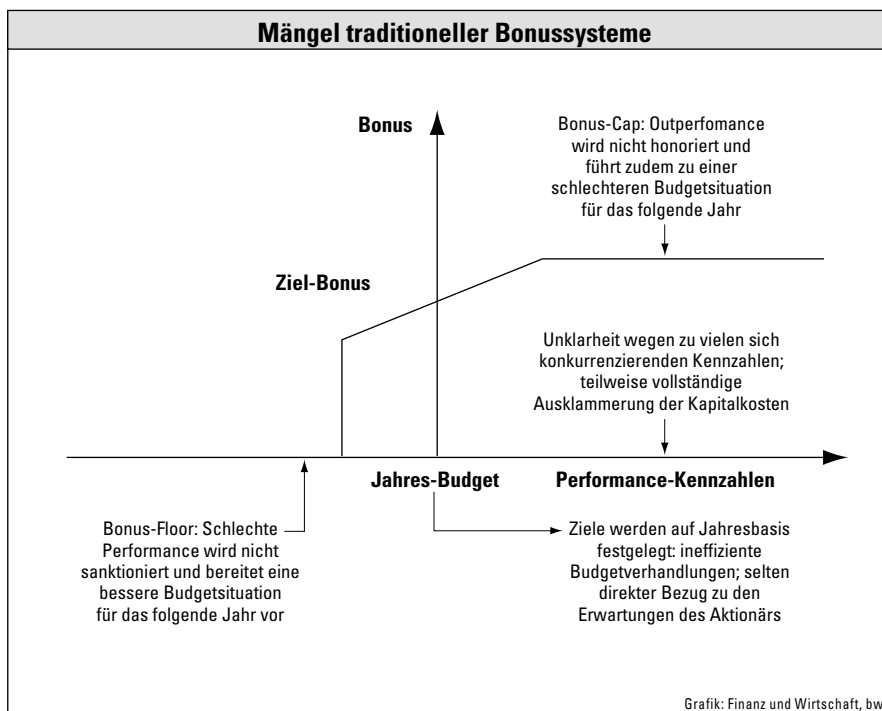 Mängel traditioneller Bonussysteme
Bonus
Bonus-Cap: Outperfomance
wird nicht honoriert und
führt zudem zu einer
schlechteren Budgetsituation
für das folgende Jahr
Ziel-Bonus
Unklarheit wegen zu vielen sich
konkurrenzierenden Kennzahlen;
teilweise vollständige
Ausklammerung der Kapitalkosten
Jahres-Budget
Performance-Kennzahlen
Bonus-Floor: Schlechte
Performance wird nicht
sanktioniert und bereitet eine
bessere Budgetsituation
für das folgende Jahr vor
Ziele werden auf Jahresbasis
festgelegt: ineffiziente
Budgetverhandlungen; selten
direkter Bezug zu den
Erwartungen des Aktionärs
Grafik: Finanz und Wirtschaft, bw